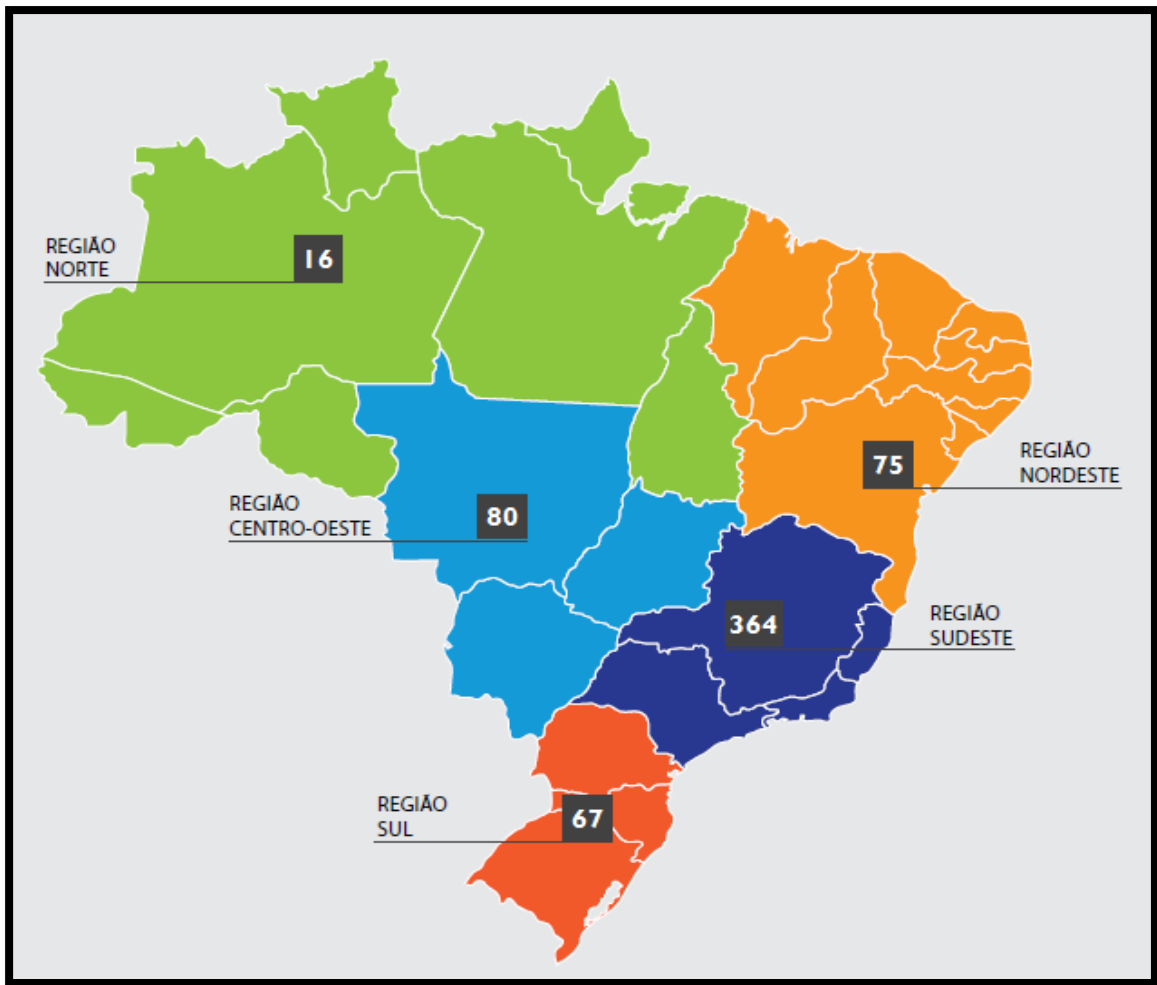 REGIÃO
NORTE
16
REGIÃO
NORDESTE
75
REGIÃO
CENTRO-OESTE
80
REGIÃO
SUDESTE
364
REGIÃO
SUL
67